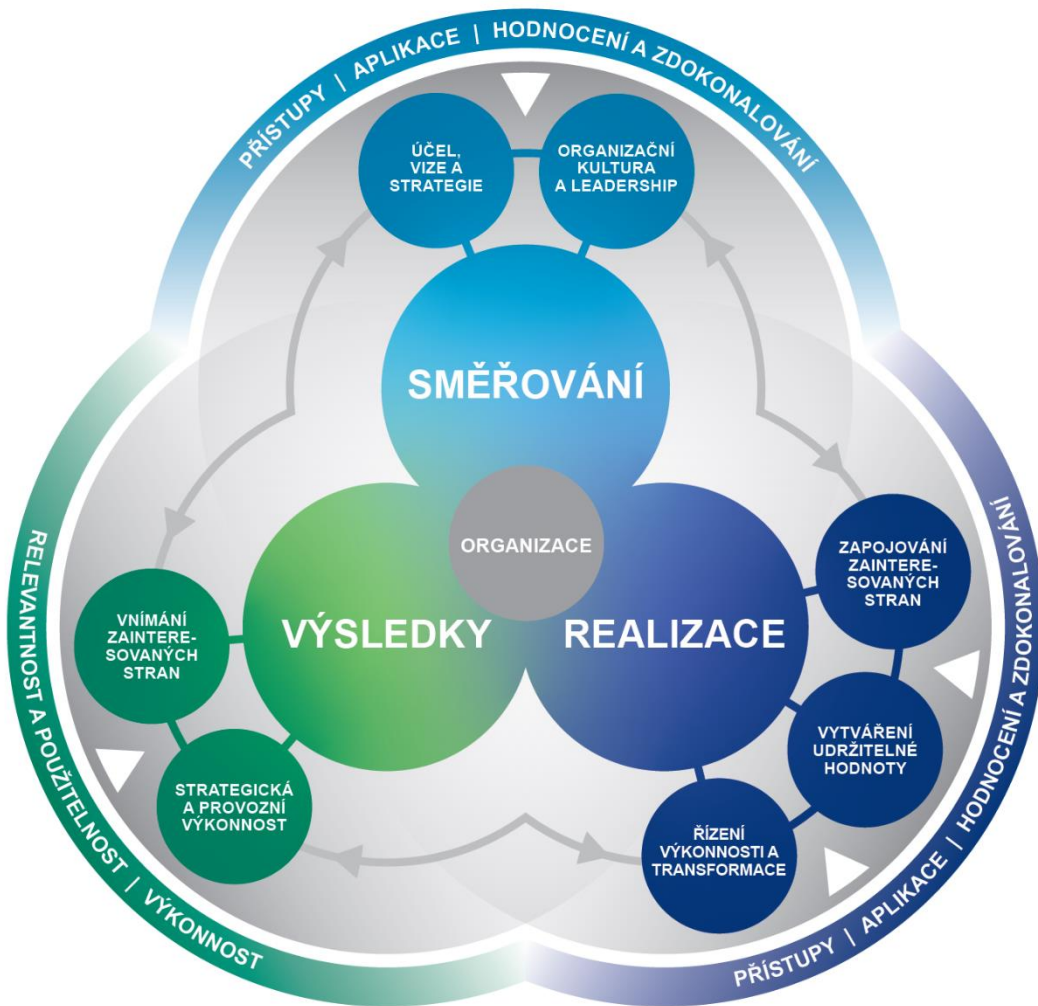 PŘÍSTUPY | APLIKACE | HODNOCENÍ A ZDOKONALOVÁNÍ
ÚČEL,
VIZE A
STRATEGIE
ORGANIZAČNÍ
KULTURA
A LEADERSHIP
SMĚŘOVÁNÍ
ORGANIZACE
VÝSLEDKY
REALIZACE
ZAPOJOVÁNÍ
ZAINTERE-
SOVANÝCH
STRAN
VYTVÁŘENÍ
UDRŽITELNÉ
HODNOTY
ŘÍZENÍ
VÝKONNOSTI A
TRANSFORMACE
PŘÍSTUPY | APLIKACE | HODNOCENÍ A ZDOKONALOVÁNÍ
VNÍMÁNÍ
ZAINTERE-
SOVANÝCH
STRAN
STRATEGICKÁ
A PROVOZNÍ
VÝKONNOST
RELEVANTNOST A POUŽITELNOST | VÝKONNOST